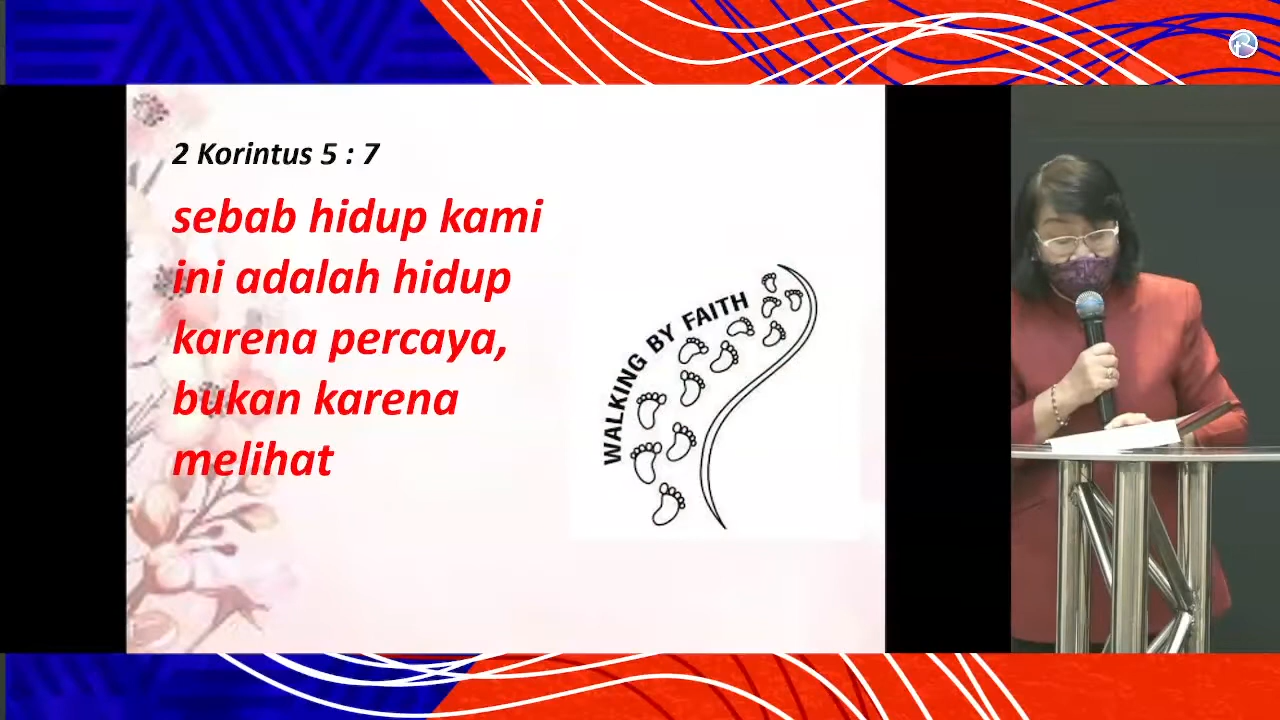 2 Korintus 5 : 7
sebab hidup kami
ini adalah hidup
karena percaya,
bukan karena
melihat
WALKING BY FAITH